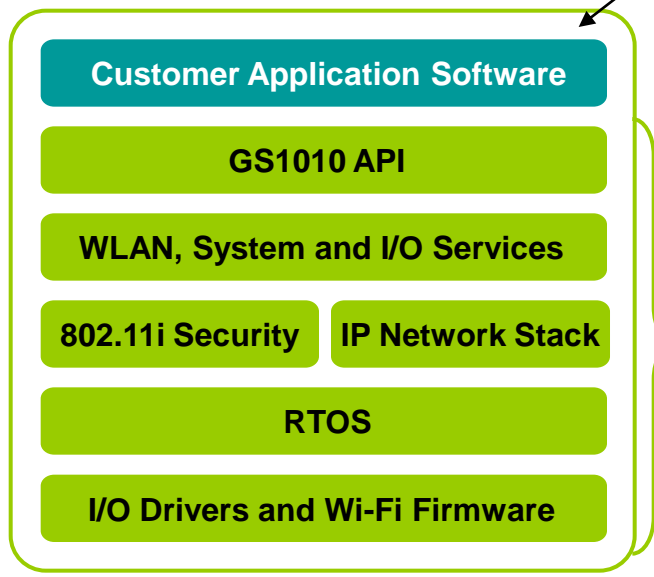 Customer Application Software
GS1010 API
WLAN, System and I/O Services
802.11i Security
IP Network Stack
RTOS
I/O Drivers and Wi-Fi Firmware